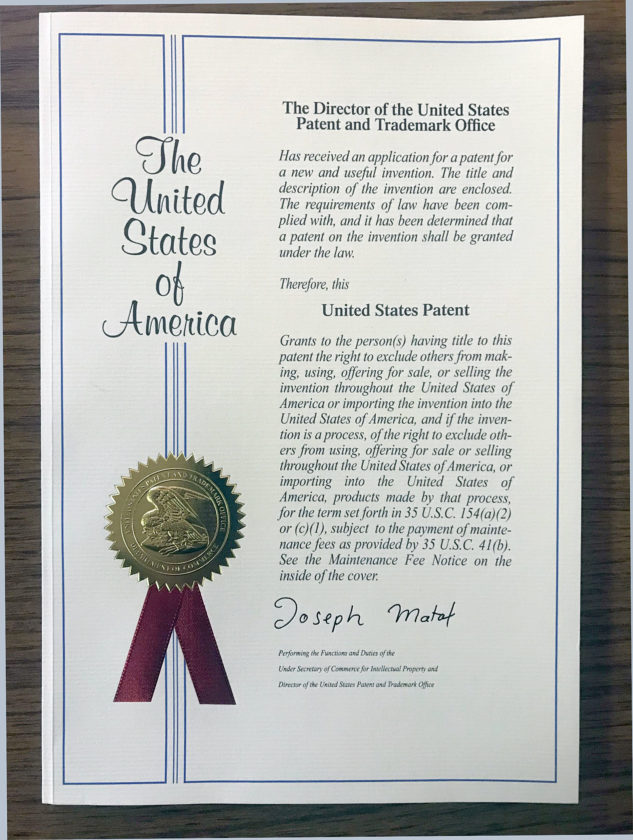 The
United
States
of
America
The Director of the United States
Patent and Trademark Office
Has received an application for a patent for
a new and useful invention. The title and
description of the invention are enclosed.
The requirements of law have been com-
plied with, and it has been determined that
a patent on the invention shall be granted
under the law.
Therefore, this
United States Patent
Grants to the person(s) having title to this
patent the right to exclude others from mak-
ing, using, offering for sale, or selling the
invention throughout the United States of
America or importing the invention into the
United States of America, and if the inven-
tion is a process, of the right to exclude oth-
ers from using, offering for sale or selling
throughout the United States of America, or
importing into the United States of
America, products made by that process,
for the term set forth in 35 U.S.C. 154(a)(2)
or (c)(1), subject to the payment of mainte-
nance fees as provided by 35 U.S.C. 41(b).
See the Maintenance Fee Notice on the
inside of the cover.
Joseph Matal
Performing the Functions and Duties of the
Under Secretary of Commerce for Intellectual Property and
Director of the United States Patent and Trademark Office
PATENT AND TRADEMARK OFFICE
DEPARTMENT OF COMMERCE